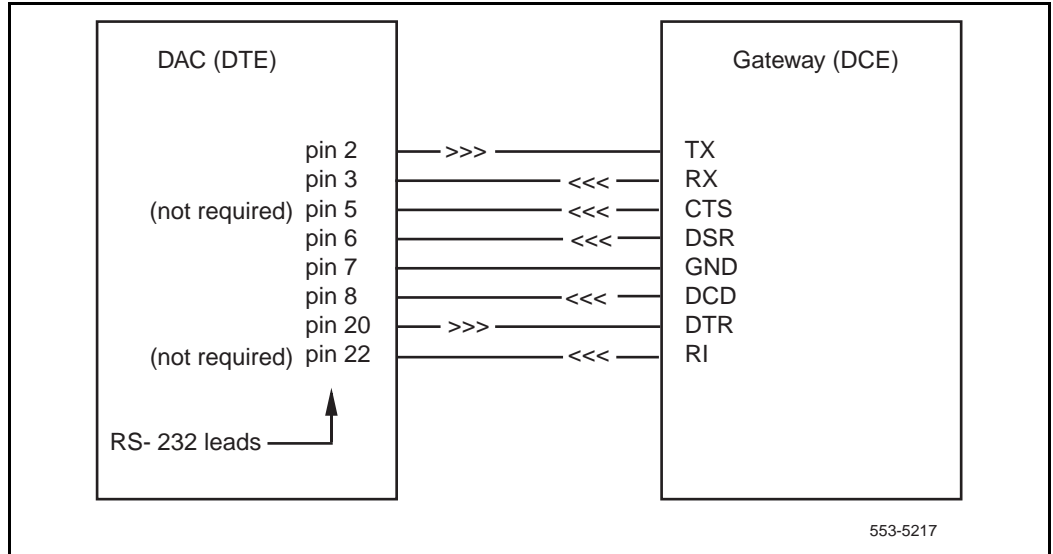 DAC (DTE) Gateway (DCE)
pin 2 >>> TX
pin 3 <<< RX
(not required) pin 5 <<< CTS
pin 6 <<< DSR
pin 7 GND
pin 8 <<< DCD
pin 20 >>> DTR
(not required) pin 22 <<< RI
RS- 232 leads
553-5217